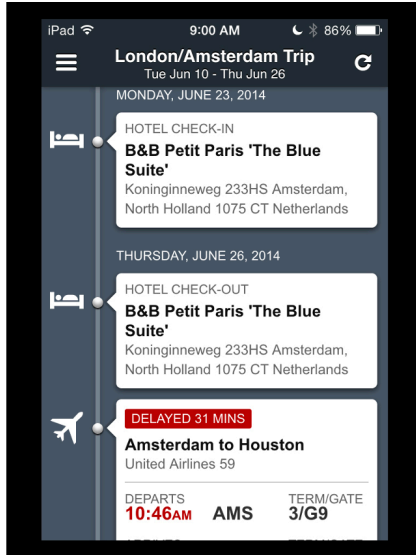 iPad 9:00 AM 86%
London/Amsterdam Trip
Tue Jun 10 - Thu Jun 26
MONDAY, JUNE 23, 2014
HOTEL CHECK-IN
B&B Petit Paris 'The Blue
Suite'
Koninginneweg 233HS Amsterdam,
North Holland 1075 CT Netherlands
THURSDAY, JUNE 26, 2014
HOTEL CHECK-OUT
B&B Petit Paris 'The Blue
Suite'
Koninginneweg 233HS Amsterdam,
North Holland 1075 CT Netherlands
DELAYED 31 MINS
Amsterdam to Houston
United Airlines 59
DEPARTS TERM/GATE
10:46AM AMS 3/G9